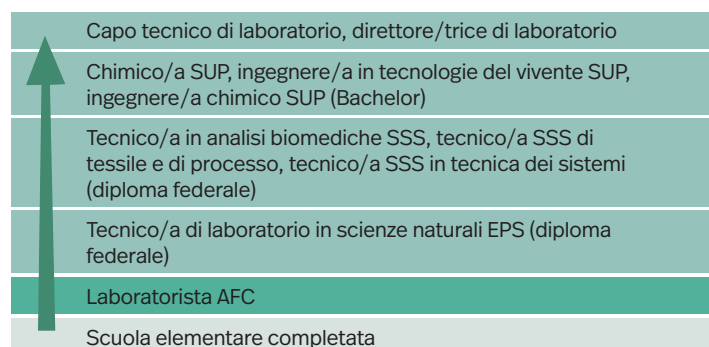 Capo tecnico di laboratorio, direttore/trice di laboratorio
Chimico/a SUP, ingegnere/a in tecnologie del vivente SUP,
ingegnere/a chimico SUP (Bachelor)
Tecnico/a in analisi biomediche SSS, tecnico/a SSS di
tessile e di processo, tecnico/a SSS in tecnica dei sistemi
(diploma federale)
Tecnico/a di laboratorio in scienze naturali EPS (diploma
federale)
Laboratorista AFC
Scuola elementare completata